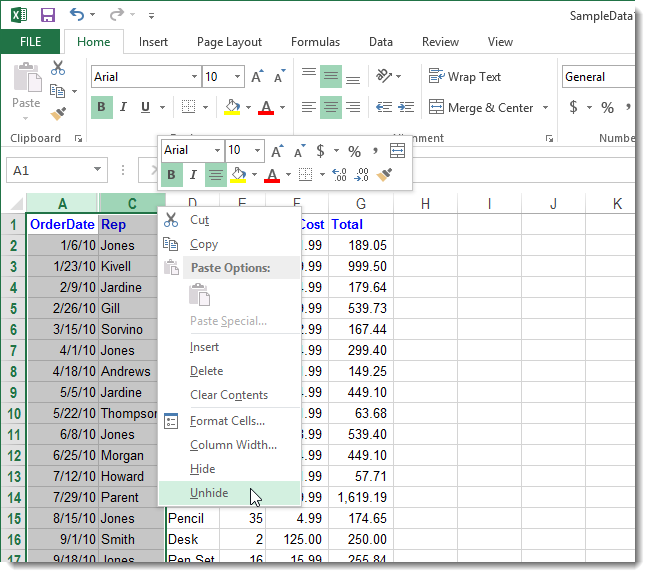 SampleData
FILE Home Insert Page Layout Formulas Data Review View
Paste
Arial 10 A A
B I U A
Wrap Text
Merge & Center
General
$ % ,
Clipboard
Alignment
Number
A1
Arial 10 A A $ % ,
B I A .00
A C D E F G H I J K
1 OrderDate Rep Cost Total
2 1/6/10 Jones .99 189.05
3 1/23/10 Kivell .99 999.50
4 2/9/10 Jardine .99 179.64
5 2/26/10 Gill .99 539.73
6 3/15/10 Sorvino .99 167.44
7 4/1/10 Jones .99 299.40
8 4/18/10 Andrews .99 149.25
9 5/5/10 Jardine .99 449.10
10 5/22/10 Thompson .99 63.68
11 6/8/10 Jones .99 539.40
12 6/25/10 Morgan .99 449.10
13 7/12/10 Howard .99 57.71
14 7/29/10 Parent .99 1,619.19
15 8/15/10 Jones Pencil 35 4.99 174.65
16 9/1/10 Smith Desk 2 125.00 250.00
17 9/18/10 Jones Pen Set 16 15.99 255.84
Cut
Copy
Paste Options:
Paste Special...
Insert
Delete
Clear Contents
Format Cells...
Column Width...
Hide
Unhide